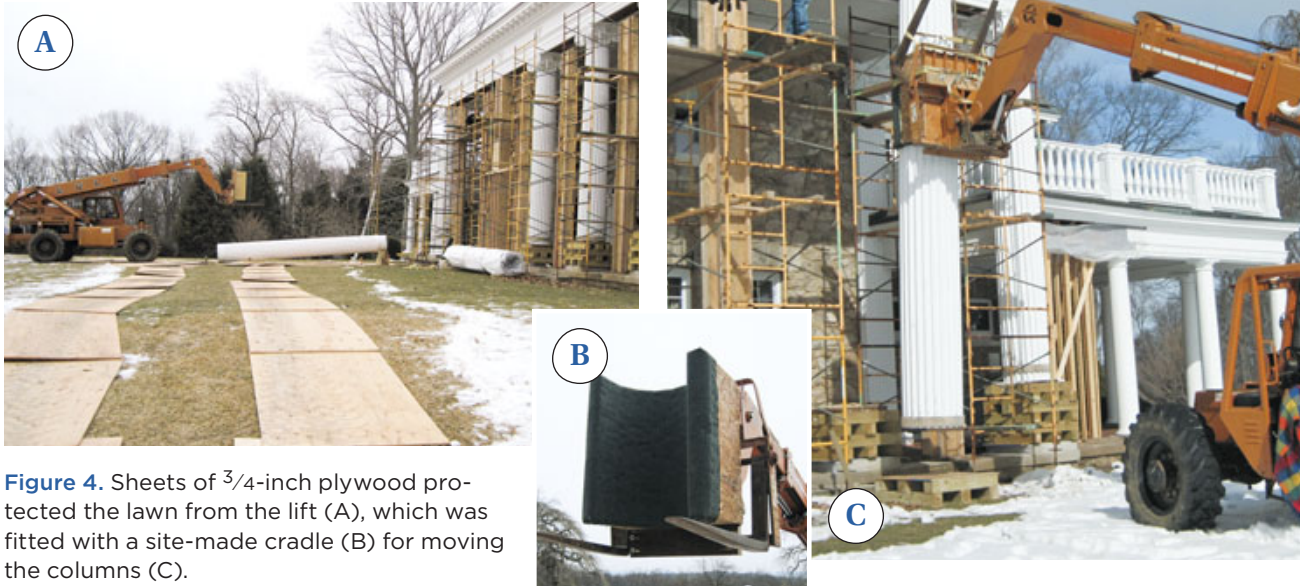 A
B
C
Figure 4. Sheets of 3/4-inch plywood pro-
tected the lawn from the lift (A), which was
fitted with a site-made cradle (B) for moving
the columns (C).